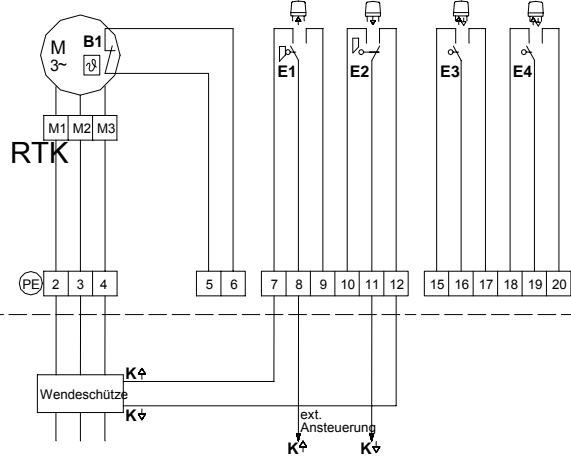 M B1
3~ ϑ
E1 E2 E3 E4
M1 M2 M3
RTK
PE 2 3 4 5 6 7 8 9 10 11 12 15 16 17 18 19 20
K
Wendeschütze
K
ext.
Ansteuerung
K K